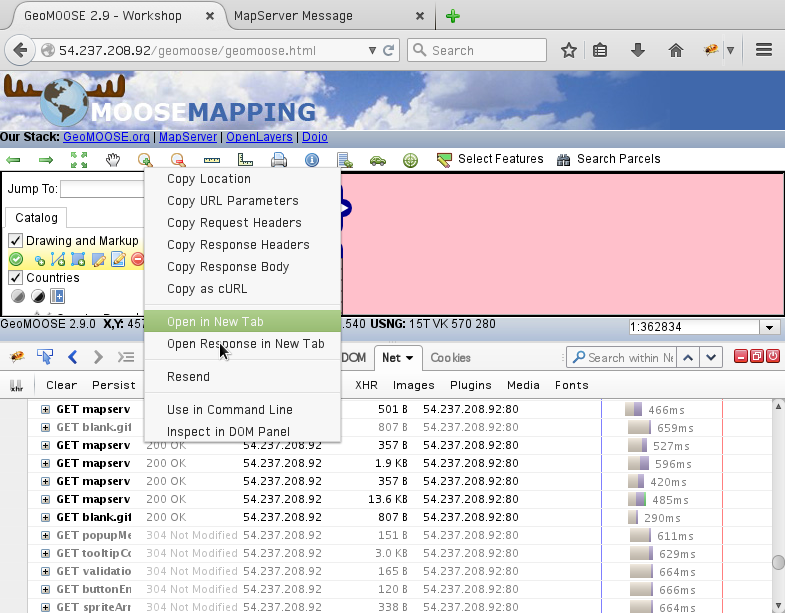 GeoMOOSE 2.9 - Workshop
MapServer Message
54.237.208.92/geomoose/geomoose.html
Search
MOOSEMAPPING
Our Stack: GeoMOOSE.org | MapServer | OpenLayers | Dojo
Select Features
Search Parcels
Jump To:
Catalog
Drawing and Markup
Countries
Copy Location
Copy URL Parameters
Copy Request Headers
Copy Response Headers
Copy Response Body
Copy as cURL
Open in New Tab
Open Response in New Tab
Resend
Use in Command Line
Inspect in DOM Panel
GeoMOOSE 2.9.0 X,Y: 457
.540 USNG: 15T VK 570 280
1:362834
DOM
Net
Cookies
Search within Ne
xhr
Clear
Persist
XHR
Images
Plugins
Media
Fonts
GET mapserv 501 B 54.237.208.92:80 466ms
GET blank.gif 807 B 54.237.208.92:80 659ms
GET mapserv 200 OK 54.237.208.92 357 B 54.237.208.92:80 527ms
GET mapserv 200 OK 54.237.208.92 1.9 KB 54.237.208.92:80 596ms
GET mapserv 200 OK 54.237.208.92 357 B 54.237.208.92:80 420ms
GET mapserv 200 OK 54.237.208.92 13.6 KB 54.237.208.92:80 485ms
GET blank.gif 200 OK 54.237.208.92 807 B 54.237.208.92:80 290ms
GET popupMe 304 Not Modified 54.237.208.92 151 B 54.237.208.92:80 611ms
GET tooltipCo 304 Not Modified 54.237.208.92 3.0 KB 54.237.208.92:80 629ms
GET validatio 304 Not Modified 54.237.208.92 165 B 54.237.208.92:80 664ms
GET buttonEn 304 Not Modified 54.237.208.92 120 B 54.237.208.92:80 666ms
GET spriteArr 304 Not Modified 54.237.208.92 338 B 54.237.208.92:80 664ms